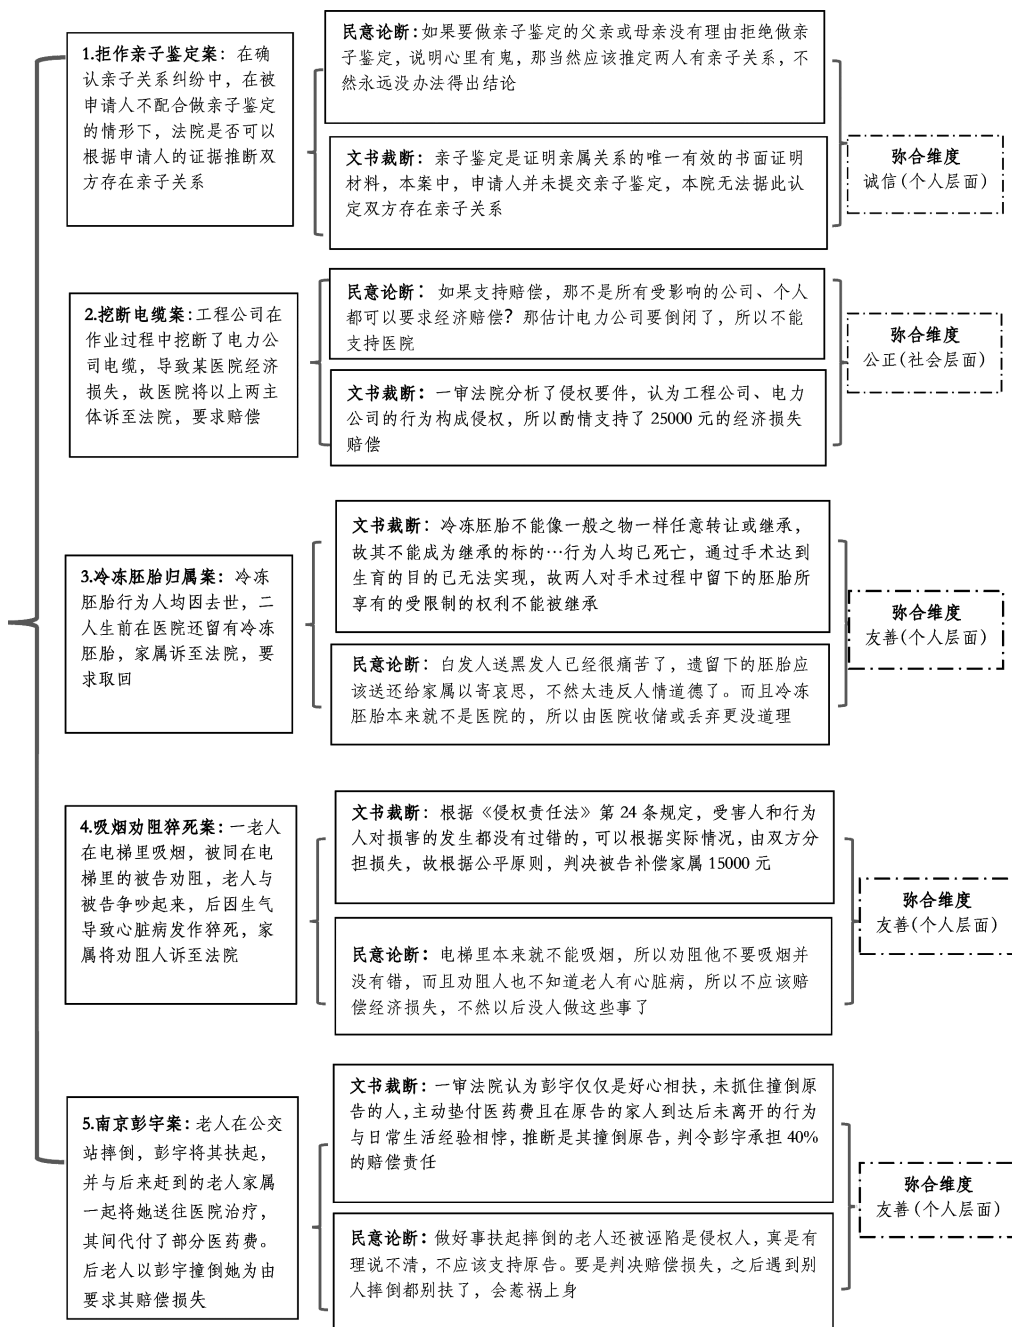 1.拒作亲子鉴定案：在确
认亲子关系纠纷中，在被
申请人不配合做亲子鉴定
的情形下，法院是否可以
根据申请人的证据推断双
方存在亲子关系
民意论断：如果要做亲子鉴定的父亲或母亲没有理由拒绝做亲
子鉴定，说明心里有鬼，那当然应该推定两人有亲子关系，不
然永远没办法得出结论
文书裁断：亲子鉴定是证明亲属关系的唯一有效的书面证明
材料，本案中，申请人并未提交亲子鉴定，本院无法据此认
定双方存在亲子关系
弥合维度
诚信(个人层面)
2.挖断电缆案：工程公司在
作业过程中挖断了电力公
司电缆，导致某医院经济
损失，故医院将以上两主
体诉至法院，要求赔偿
民意论断：如果支持赔偿，那不是所有受影响的公司、个人
都可以要求经济赔偿？那估计电力公司要倒闭了，所以不能
支持医院
文书裁断：一审法院分析了侵权要件，认为工程公司、电力
公司的行为构成侵权，所以酌情支持了 25000 元的经济损失
赔偿
弥合维度
公正(社会层面)
3.冷冻胚胎归属案：冷冻
胚胎行为人均因去世，二
人生前在医院还留有冷冻
胚胎，家属诉至法院，要
求取回
文书裁断：冷冻胚胎不能像一般之物一样任意转让或继承，
故其不能成为继承的标的…行为人均已死亡，通过手术达到
生育的目的已无法实现，故两人对手术过程中留下的胚胎所
享有的受限制的权利不能被继承
民意论断：白发人送黑发人已经很痛苦了，遗留下的胚胎应
该送还给家属以寄哀思，不然太违反人情道德了。而且冷冻
胚胎本来就不是医院的，所以由医院收储或丢弃更没道理
弥合维度
友善(个人层面)
4.吸烟劝阻猝死案：一老人
在电梯里吸烟，被同在电
梯里的被告劝阻，老人与
被告争吵起来，后因生气
导致心脏病发作猝死，家
属将劝阻人诉至法院
文书裁断：根据《侵权责任法》第 24 条规定，受害人和行为
人对损害的发生都没有过错的，可以根据实际情况，由双方分
担损失，故根据公平原则，判决被告补偿家属 15000 元
民意论断：电梯里本来就不能吸烟，所以劝阻他不要吸烟并
没有错，而且劝阻人也不知道老人有心脏病，所以不应该赔
偿经济损失，不然以后没人做这些事了
弥合维度
友善(个人层面)
5.南京彭宇案：老人在公交
站摔倒，彭宇将其扶起，
并与后来赶到的老人家属
一起将她送往医院治疗，
其间代付了部分医药费。
后老人以彭宇撞倒她为由
要求其赔偿损失
文书裁断：一审法院认为彭宇仅仅是好心相扶，未抓住撞倒原
告的人，主动垫付医药费且在原告的家人到达后未离开的行为
与日常生活经验相悖，推断是其撞倒原告，判令彭宇承担 40%
的赔偿责任
民意论断：做好事扶起摔倒的老人还被诬陷是侵权人，真是有
理说不清，不应该支持原告。要是判决赔偿损失，之后遇到别
人摔倒都别扶了，会惹祸上身
弥合维度
友善(个人层面)